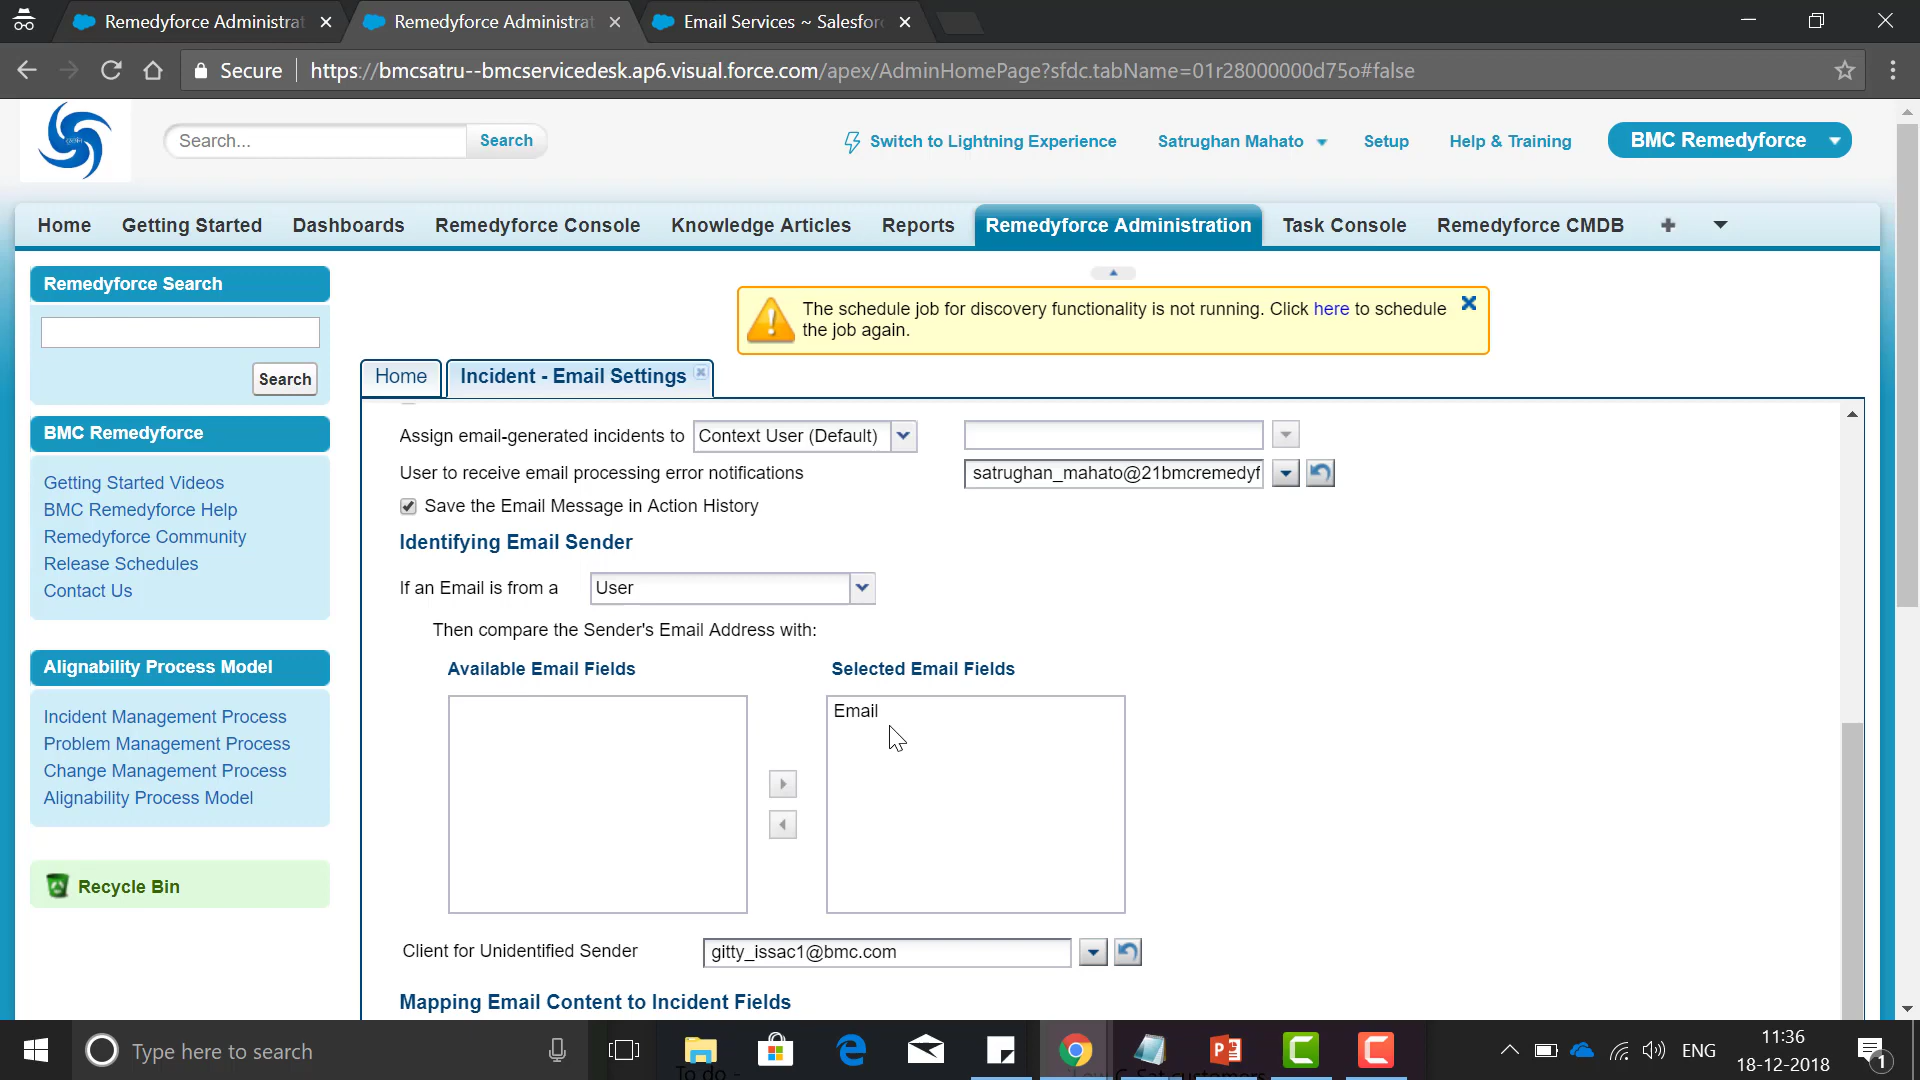 Remedyforce Administrat
Remedyforce Administrat
Email Services ~ Salesforc
Secure
https://bmcsatru--bmcservicedesk.ap6.visual.force.com/apex/AdminHomePage?sfdc.tabName=01r28000000d75o#false
Search...
Search
Switch to Lightning Experience
Satrughan Mahato
Setup
Help & Training
BMC Remedyforce
Home
Getting Started
Dashboards
Remedyforce Console
Knowledge Articles
Reports
Remedyforce Administration
Task Console
Remedyforce CMDB
Remedyforce Search
Search
BMC Remedyforce
Getting Started Videos
BMC Remedyforce Help
Remedyforce Community
Release Schedules
Contact Us
Alignability Process Model
Incident Management Process
Problem Management Process
Change Management Process
Alignability Process Model
Recycle Bin
The schedule job for discovery functionality is not running. Click here to schedule
the job again.
Home
Incident - Email Settings
Assign email-generated incidents to
Context User (Default)
User to receive email processing error notifications
satrughan_mahato@21bmcremedyf
Save the Email Message in Action History
Identifying Email Sender
If an Email is from a
User
Then compare the Sender's Email Address with:
Available Email Fields
Selected Email Fields
Email
Client for Unidentified Sender
gitty_issac1@bmc.com
Mapping Email Content to Incident Fields
Type here to search
To do -
ENG
11:36
18-12-2018
1